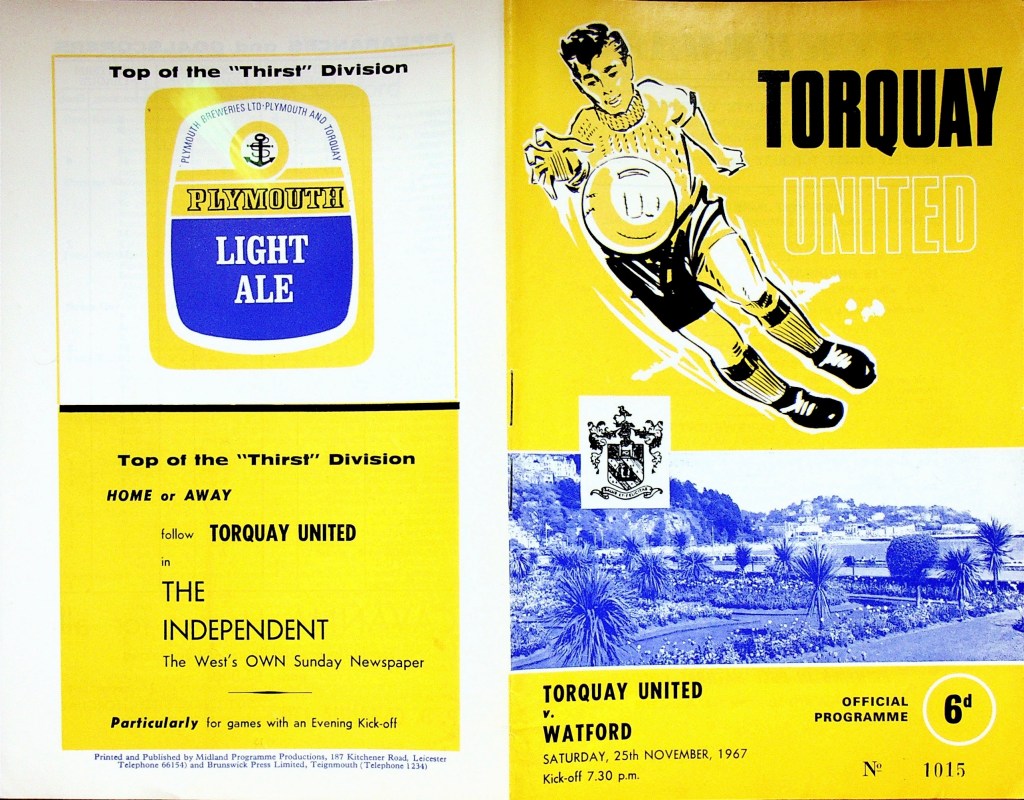 Top of the "Thirst" Division
PLYMOUTH BREWERIES LTD·PLYMOUTH AND TORQUAY
PLYMOUTH
LIGHT
ALE
Top of the "Thirst" Division
HOME or AWAY
follow TORQUAY UNITED
in
THE
INDEPENDENT
The West's OWN Sunday Newspaper
Particularly for games with an Evening Kick-off
Printed and Published by Midland Programme Productions, 187 Kitchener Road, Leicester
Telephone 66154) and Brunswick Press Limited, Teignmouth (Telephone 1234)
TORQUAY
UNITED
TORQUAY UNITED
v.
WATFORD
SATURDAY, 25th NOVEMBER, 1967
Kick-off 7.30 p.m.
OFFICIAL
PROGRAMME
6d
No 1015